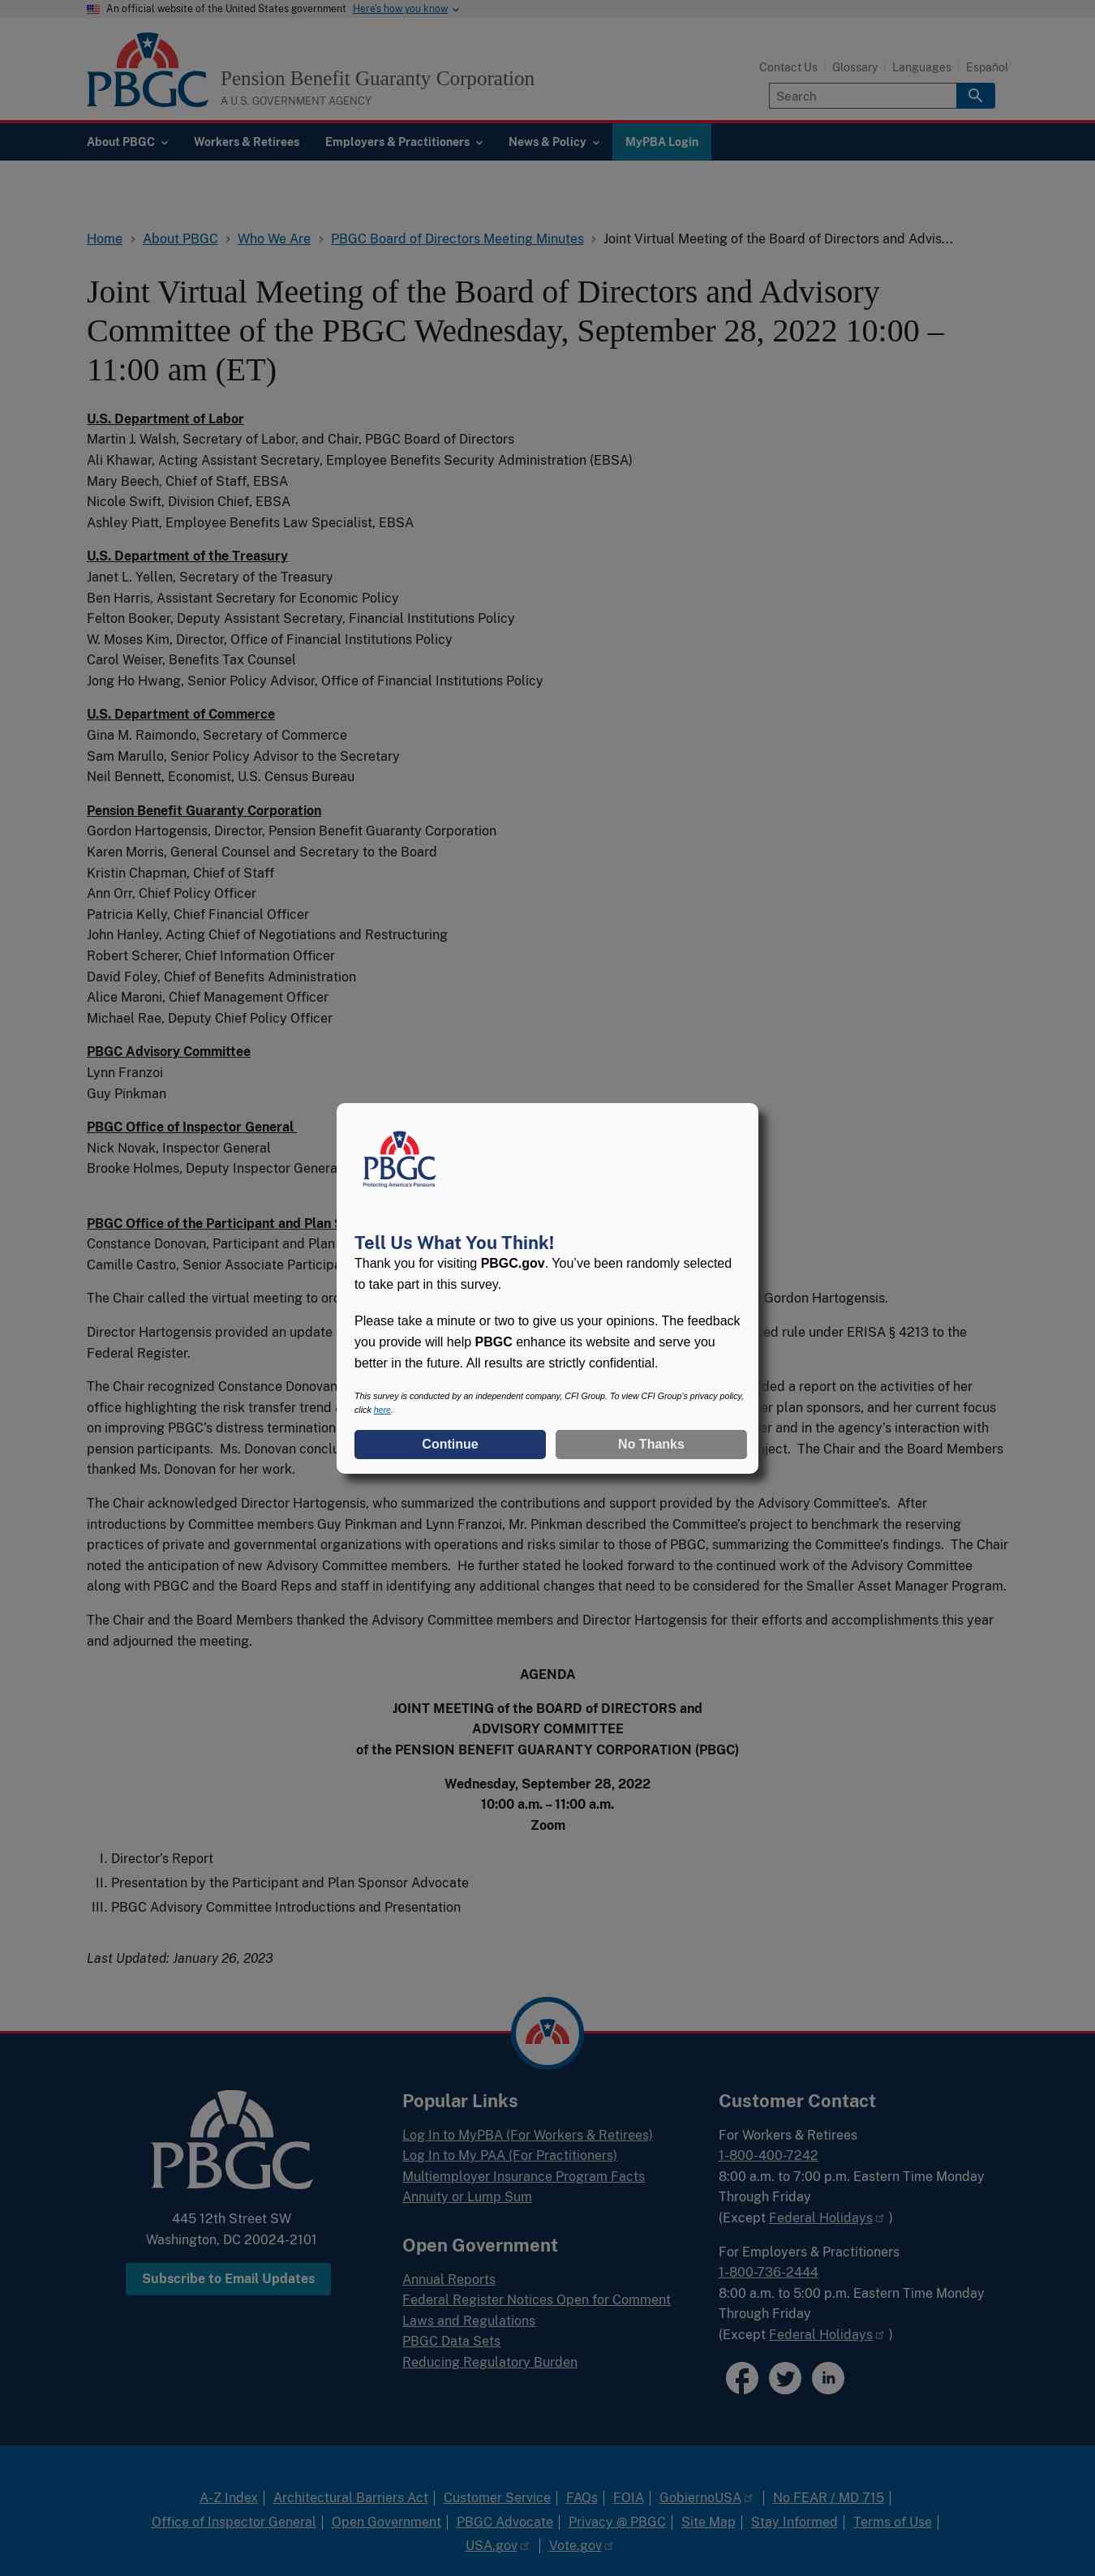 An official website of the United States government Here's how you know
PBGC
Pension Benefit Guaranty Corporation
A U.S. GOVERNMENT AGENCY
Contact Us Glossary Languages Español
Search
About PBGC Workers & Retirees Employers & Practitioners News & Policy MyPBA Login
Home > About PBGC > Who We Are > PBGC Board of Directors Meeting Minutes > Joint Virtual Meeting of the Board of Directors and Advis...
Joint Virtual Meeting of the Board of Directors and Advisory
Committee of the PBGC Wednesday, September 28, 2022 10:00 –
11:00 am (ET)
U.S. Department of Labor
Martin J. Walsh, Secretary of Labor, and Chair, PBGC Board of Directors
Ali Khawar, Acting Assistant Secretary, Employee Benefits Security Administration (EBSA)
Mary Beech, Chief of Staff, EBSA
Nicole Swift, Division Chief, EBSA
Ashley Piatt, Employee Benefits Law Specialist, EBSA
U.S. Department of the Treasury
Janet L. Yellen, Secretary of the Treasury
Ben Harris, Assistant Secretary for Economic Policy
Felton Booker, Deputy Assistant Secretary, Financial Institutions Policy
W. Moses Kim, Director, Office of Financial Institutions Policy
Carol Weiser, Benefits Tax Counsel
Jong Ho Hwang, Senior Policy Advisor, Office of Financial Institutions Policy
U.S. Department of Commerce
Gina M. Raimondo, Secretary of Commerce
Sam Marullo, Senior Policy Advisor to the Secretary
Neil Bennett, Economist, U.S. Census Bureau
Pension Benefit Guaranty Corporation
Gordon Hartogensis, Director, Pension Benefit Guaranty Corporation
Karen Morris, General Counsel and Secretary to the Board
Kristin Chapman, Chief of Staff
Ann Orr, Chief Policy Officer
Patricia Kelly, Chief Financial Officer
John Hanley, Acting Chief of Negotiations and Restructuring
Robert Scherer, Chief Information Officer
David Foley, Chief of Benefits Administration
Alice Maroni, Chief Management Officer
Michael Rae, Deputy Chief Policy Officer
PBGC Advisory Committee
Lynn Franzoi
Guy Pinkman
PBGC Office of Inspector General
Nick Novak, Inspector General
Brooke Holmes, Deputy Inspector Genera
PBGC Office of the Participant and Plan
Constance Donovan, Participant and Plan
Camille Castro, Senior Associate Participa
The Chair called the virtual meeting to or Gordon Hartogensis.
Director Hartogensis provided an update ed rule under ERISA § 4213 to the
Federal Register.
The Chair recognized Constance Donovan ded a report on the activities of her
office highlighting the risk transfer trend er plan sponsors, and her current focus
on improving PBGC's distress termination er and in the agency's engagement with
pension participants. Ms. Donovan conclu ject. The Chair and the Board Members
thanked Ms. Donovan for her work.
PBGC
Protecting America's Pensions
Tell Us What You Think!
Thank you for visiting PBGC.gov. You've been randomly selected
to take part in this survey.
Please take a minute or two to give us your opinions. The feedback
you provide will help PBGC enhance its website and serve you
better in the future. All results are strictly confidential.
This survey is conducted by an independent company, CFI Group. To view CFI Group's privacy policy,
click here.
Continue No Thanks
The Chair acknowledged Director Hartogensis, who summarized the contributions and support provided by the Advisory Committee's. After
introductions by Committee members Guy Pinkman and Lynn Franzoi, Mr. Pinkman described the Committee's project to benchmark the reserving
practices of private and governmental organizations with operations and risks similar to those of PBGC, summarizing the Committee's findings. The Chair
noted the anticipation of new Advisory Committee members. He further stated he looked forward to the continued work of the Advisory Committee
along with PBGC and the Board Reps and staff in identifying any additional changes that need to be considered for the Smaller Asset Manager Program.
The Chair and the Board Members thanked the Advisory Committee members and Director Hartogensis for their efforts and accomplishments this year
and adjourned the meeting.
AGENDA
JOINT MEETING of the BOARD of DIRECTORS and
ADVISORY COMMITTEE
of the PENSION BENEFIT GUARANTY CORPORATION (PBGC)
Wednesday, September 28, 2022
10:00 a.m. – 11:00 a.m.
Zoom
I. Director's Report
II. Presentation by the Participant and Plan Sponsor Advocate
III. PBGC Advisory Committee Introductions and Presentation
Last Updated: January 26, 2023
PBGC
445 12th Street SW
Washington, DC 20024-2101
Subscribe to Email Updates
Popular Links
Log In to MyPBA (For Workers & Retirees)
Log In to My PAA (For Practitioners)
Multiemployer Insurance Program Facts
Annuity or Lump Sum
Open Government
Annual Reports
Federal Register Notices Open for Comment
Laws and Regulations
PBGC Data Sets
Reducing Regulatory Burden
Customer Contact
For Workers & Retirees
1-800-400-7242
8:00 a.m. to 7:00 p.m. Eastern Time Monday
Through Friday
(Except Federal Holidays )
For Employers & Practitioners
1-800-736-2444
8:00 a.m. to 5:00 p.m. Eastern Time Monday
Through Friday
(Except Federal Holidays )
in
A-Z Index | Architectural Barriers Act | Customer Service | FAQs | FOIA | GobiernoUSA | No FEAR / MD 715 |
Office of Inspector General | Open Government | PBGC Advocate | Privacy @ PBGC | Site Map | Stay Informed | Terms of Use |
USA.gov | Vote.gov